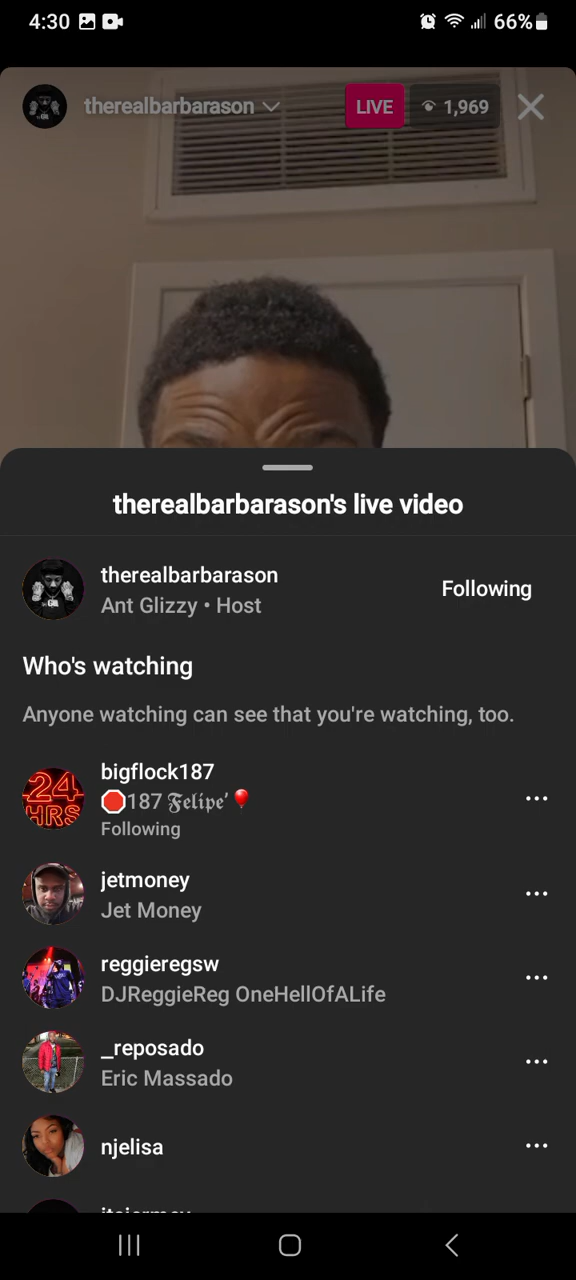 4:30 66%
therealbarbarason LIVE 1,969
therealbarbarason's live video
therealbarbarason
Ant Glizzy • Host
Following
Who's watching
Anyone watching can see that you're watching, too.
24
HRS
bigflock187
🛑187 𝕱𝖊𝖑í𝖕𝖊’🎈
Following
jetmoney
Jet Money
reggieregsw
DJReggieReg OneHellOfALife
_reposado
Eric Massado
njelisa